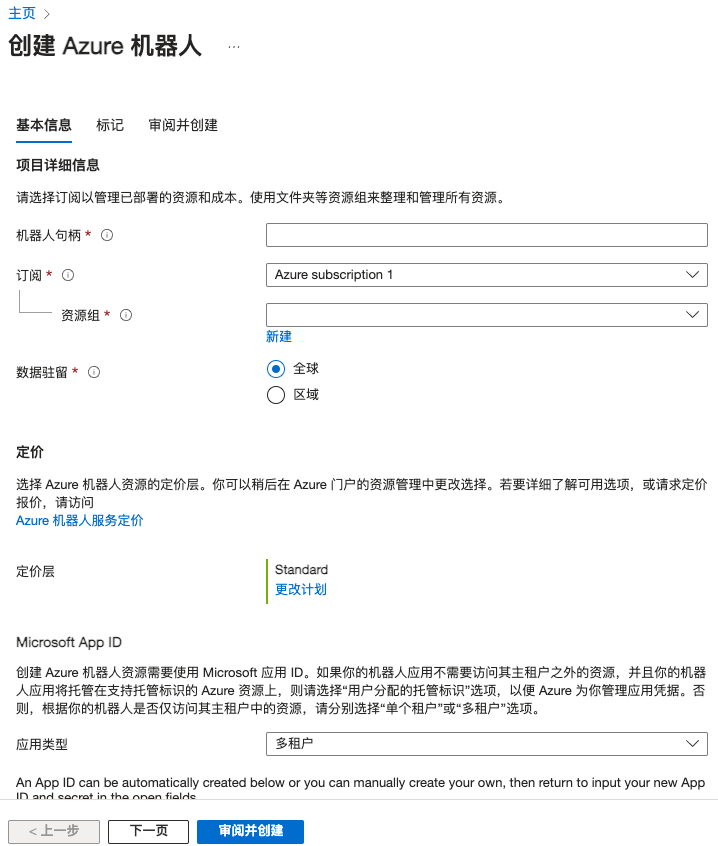 主页 >
创建 Azure 机器人 ...
基本信息 标记 审阅并创建
项目详细信息
请选择订阅以管理已部署的资源和成本。使用文件夹等资源组来整理和管理所有资源。
机器人句柄 *
订阅 * Azure subscription 1
资源组 *
新建
数据驻留 * 全球
区域
定价
选择 Azure 机器人资源的定价层。你可以稍后在 Azure 门户的资源管理中更改选择。若要详细了解可用选项，或请求定价
报价，请访问
Azure 机器人服务定价
定价层 Standard
更改计划
Microsoft App ID
创建 Azure 机器人资源需要使用 Microsoft 应用 ID。如果你的机器人应用不需要访问其主租户之外的资源，并且你的机器
人应用将托管在支持托管标识的 Azure 资源上，则请选择“用户分配的托管标识”选项，以便 Azure 为你管理应用凭据。否
则，根据你的机器人是否仅访问其主租户中的资源，请分别选择“单个租户”或“多租户”选项。
应用类型 多租户
An App ID can be automatically created below or you can manually create your own, then return to input your new App
ID and secret in the open fields
< 上一步 下一页 审阅并创建